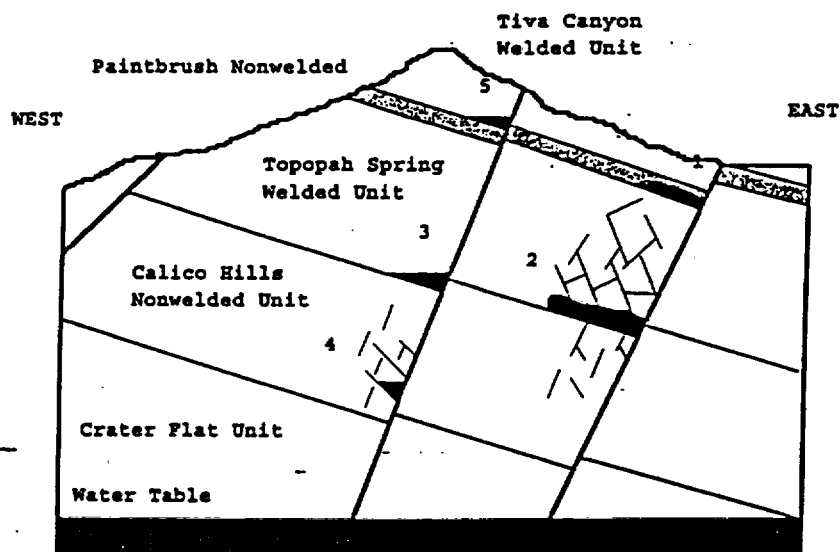 Tiva Canyon
Welded Unit
Paintbrush Nonwelded
WEST
EAST
5
1
Topopah Spring
Welded Unit
3
2
Calico Hills
Nonwelded Unit
4
Crater Flat Unit
Water Table